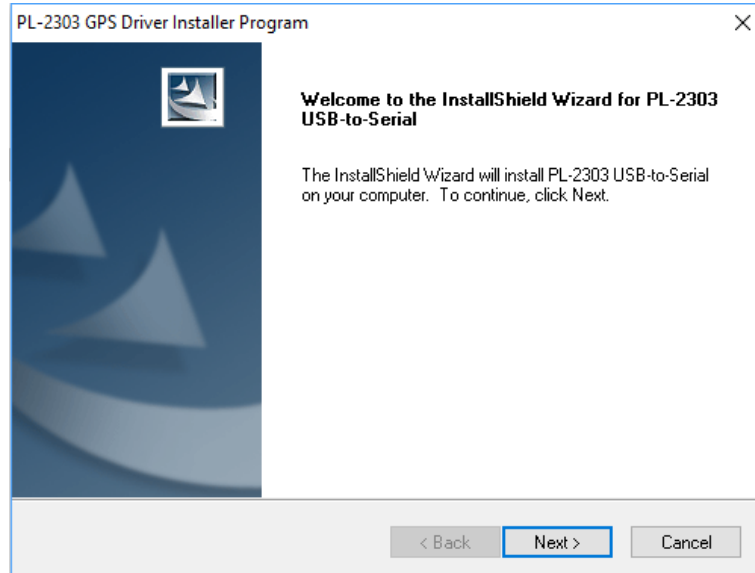 PL-2303 GPS Driver Installer Program
Welcome to the InstallShield Wizard for PL-2303
USB-to-Serial
The InstallShield Wizard will install PL-2303 USB-to-Serial
on your computer. To continue, click Next.
< Back
Next >
Cancel